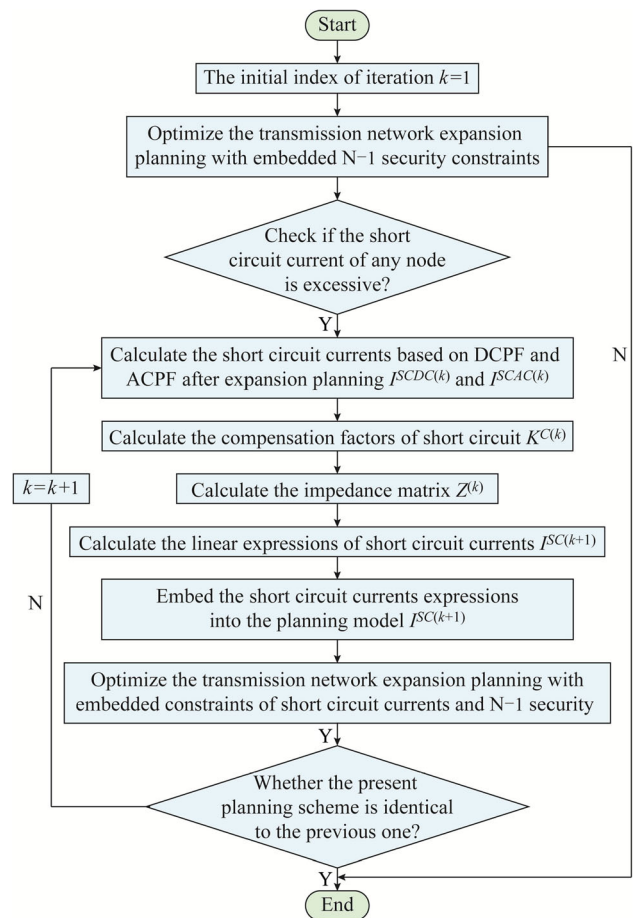 Start
The initial index of iteration k=1
Optimize the transmission network expansion
planning with embedded N−1 security constraints
Check if the short
circuit current of any node
is excessive?
Y
N
Calculate the short circuit currents based on DCPF and
ACPF after expansion planning I^{SCDC(k)} and I^{SCAC(k)}
Calculate the compensation factors of short circuit K^{C(k)}
k=k+1
Calculate the impedance matrix Z^{(k)}
Calculate the linear expressions of short circuit currents I^{SC(k+1)}
N
Embed the short circuit currents expressions
into the planning model I^{SC(k+1)}
Optimize the transmission network expansion planning with
embedded constraints of short circuit currents and N−1 security
Y
Whether the present
planning scheme is identical
to the previous one?
Y
End